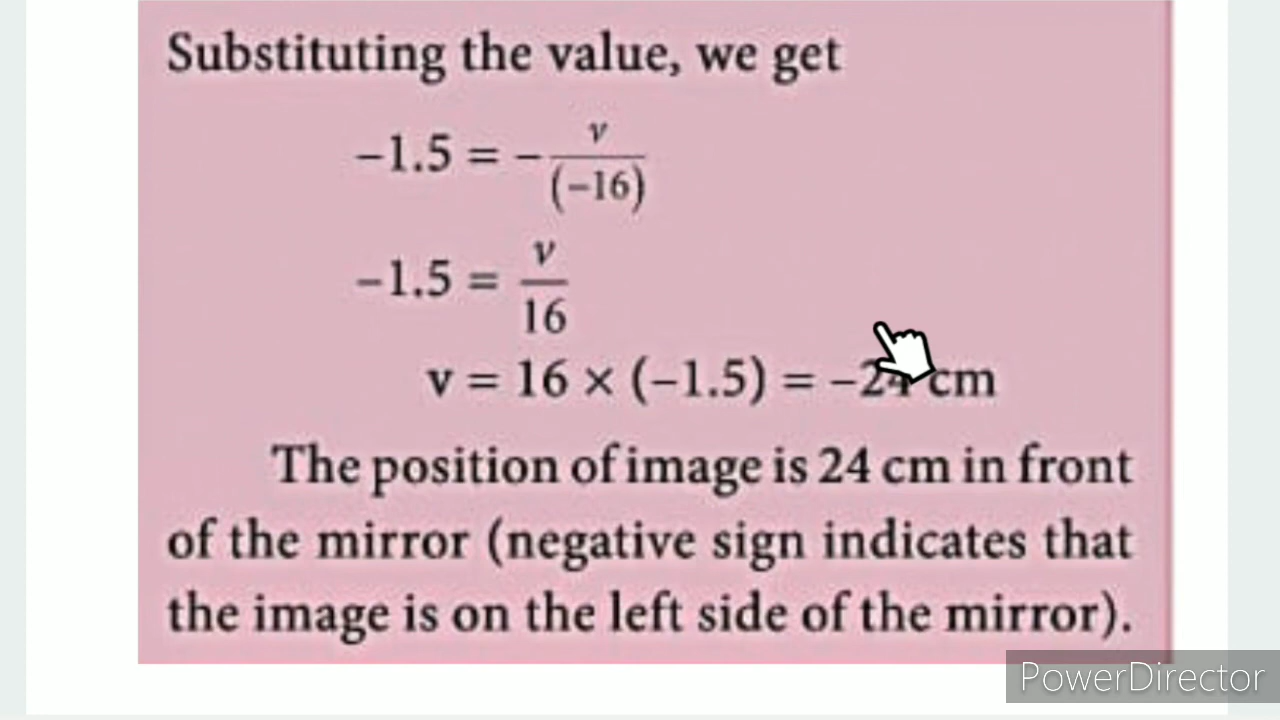 Substituting the value, we get
−1.5 = − v/(−16)
−1.5 = v/16
v = 16 × (−1.5) = −24 cm
The position of image is 24 cm in front
of the mirror (negative sign indicates that
the image is on the left side of the mirror).
PowerDirector